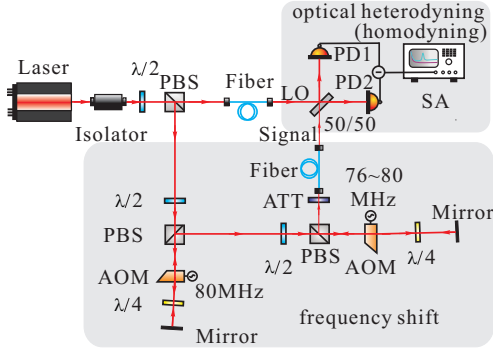 optical heterodyning
(homodyning)
Laser
λ/2
PBS
Fiber
LO
PD1
PD2
SA
Isolator
Signal
50/50
Fiber
76~80
MHz
λ/2
ATT
Mirror
PBS
λ/2
PBS
AOM
λ/4
AOM
80MHz
λ/4
Mirror
frequency shift